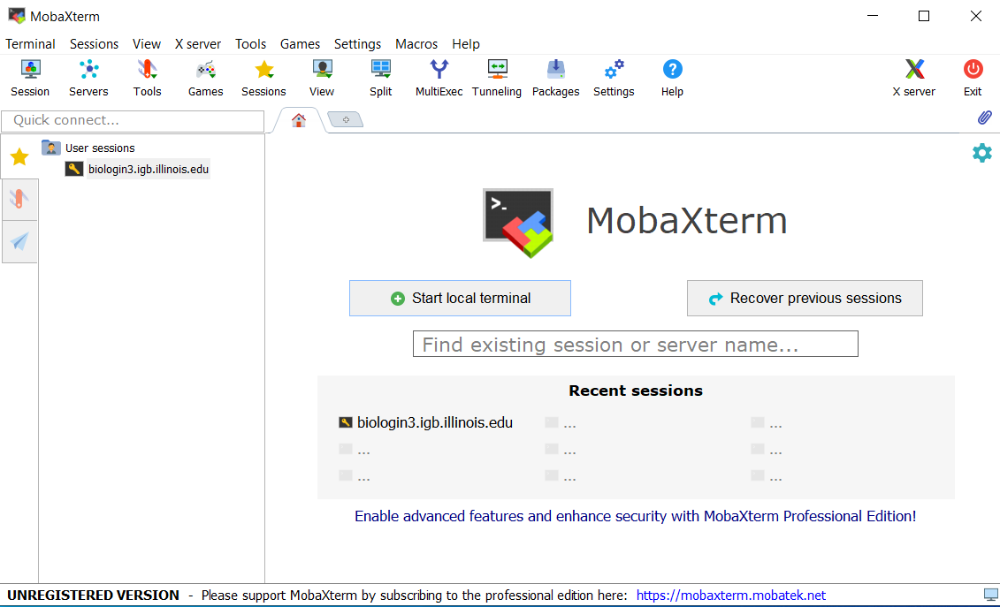 MobaXterm
Terminal Sessions View X server Tools Games Settings Macros Help
Session Servers Tools Games Sessions View Split MultiExec Tunneling Packages Settings Help X server Exit
Quick connect...
User sessions
biologin3.igb.illinois.edu
>_
MobaXterm
Start local terminal Recover previous sessions
Find existing session or server name...
Recent sessions
biologin3.igb.illinois.edu ... ...
... ... ...
... ... ...
Enable advanced features and enhance security with MobaXterm Professional Edition!
UNREGISTERED VERSION - Please support MobaXterm by subscribing to the professional edition here: https://mobaxterm.mobatek.net